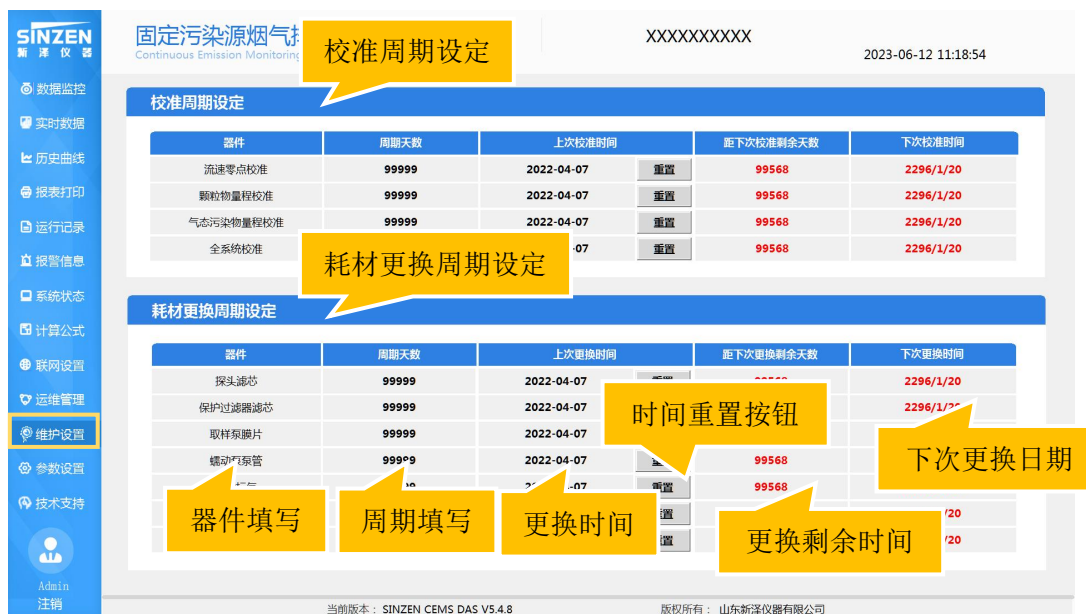 SINZEN
新泽仪器
固定污染源烟气
Continuous Emission Monitoring
XXXXXXXXXX
2023-06-12 11:18:54
校准周期设定
数据监控
实时数据
历史曲线
报表打印
运行记录
报警信息
系统状态
计算公式
联网设置
运维管理
维护设置
参数设置
技术支持
Admin
注销
校准周期设定
器件 周期天数 上次校准时间 距下次校准剩余天数 下次校准时间
流速零点校准 99999 2022-04-07 重置 99568 2296/1/20
颗粒物量程校准 99999 2022-04-07 重置 99568 2296/1/20
气态污染物量程校准 99999 2022-04-07 重置 99568 2296/1/20
全系统校准 -07 重置 99568 2296/1/20
耗材更换周期设定
耗材更换周期设定
器件 周期天数 上次更换时间 距下次更换剩余天数 下次更换时间
探头滤芯 99999 2022-04-07 2296/1/20
保护过滤器滤芯 99999 2022-04-07
取样泵膜片 99999 2022-04-07
蠕动泵泵管 2022-04-07 99568
-07 重置 99568
重置 /20
重置 /20
时间重置按钮
下次更换日期
器件填写
周期填写
更换时间
更换剩余时间
当前版本： SINZEN CEMS DAS V5.4.8 版权所有： 山东新泽仪器有限公司